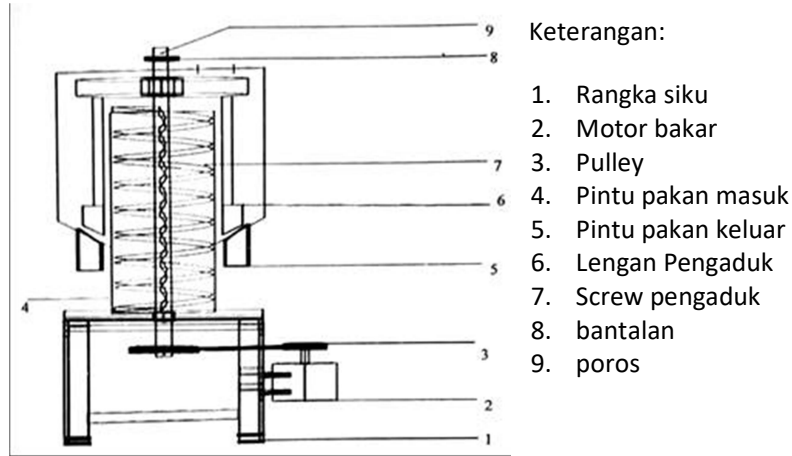 9
8
7
6
5
4
3
2
1
Keterangan:
1. Rangka siku
2. Motor bakar
3. Pulley
4. Pintu pakan masuk
5. Pintu pakan keluar
6. Lengan Pengaduk
7. Screw pengaduk
8. bantalan
9. poros